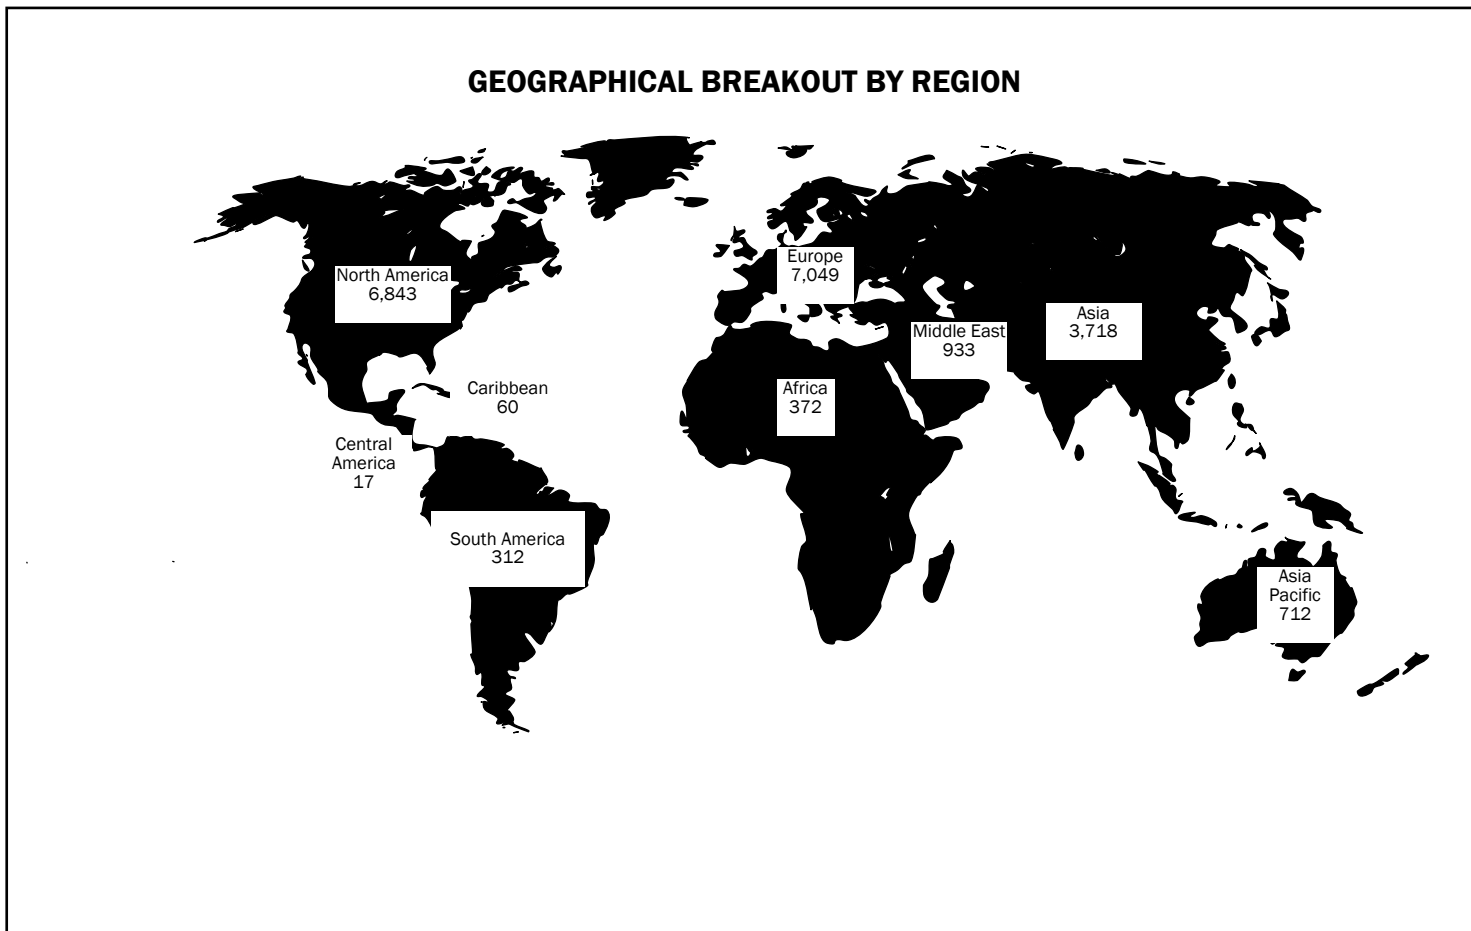 GEOGRAPHICAL BREAKOUT BY REGION
North America
6,843
Europe
7,049
Asia
3,718
Middle East
933
Caribbean
60
Africa
372
Central
America
17
South America
312
Asia
Pacific
712